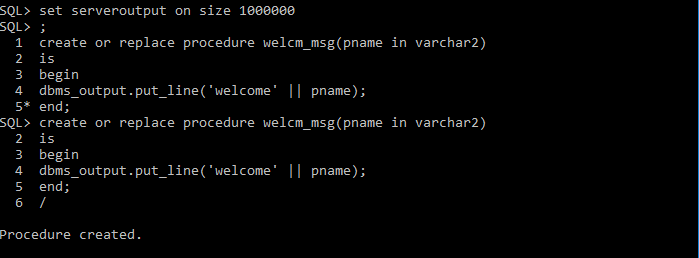 SQL> set serveroutput on size 1000000
SQL> ;
1 create or replace procedure welcm_msg(pname in varchar2)
2 is
3 begin
4 dbms_output.put_line('welcome' || pname);
5* end;
SQL> create or replace procedure welcm_msg(pname in varchar2)
2 is
3 begin
4 dbms_output.put_line('welcome' || pname);
5 end;
6 /
Procedure created.